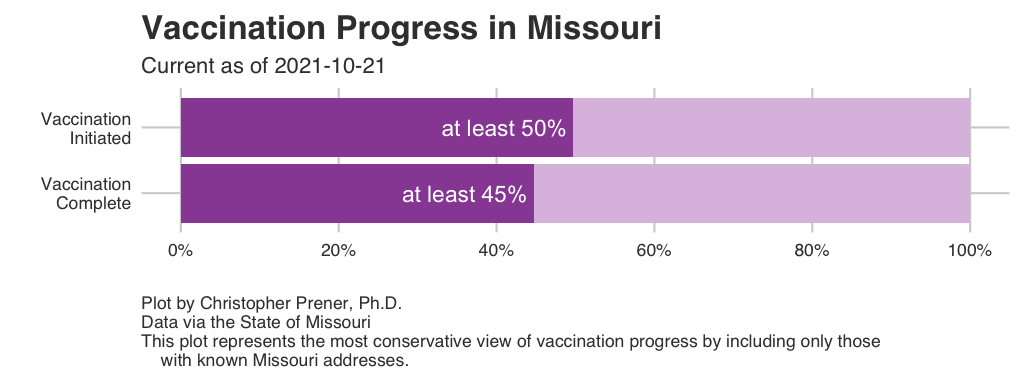 Vaccination Progress in Missouri
Current as of 2021-10-21
Vaccination
Initiated
at least 50%
Vaccination
Complete
at least 45%
0% 20% 40% 60% 80% 100%
Plot by Christopher Prener, Ph.D.
Data via the State of Missouri
This plot represents the most conservative view of vaccination progress by including only those
with known Missouri addresses.